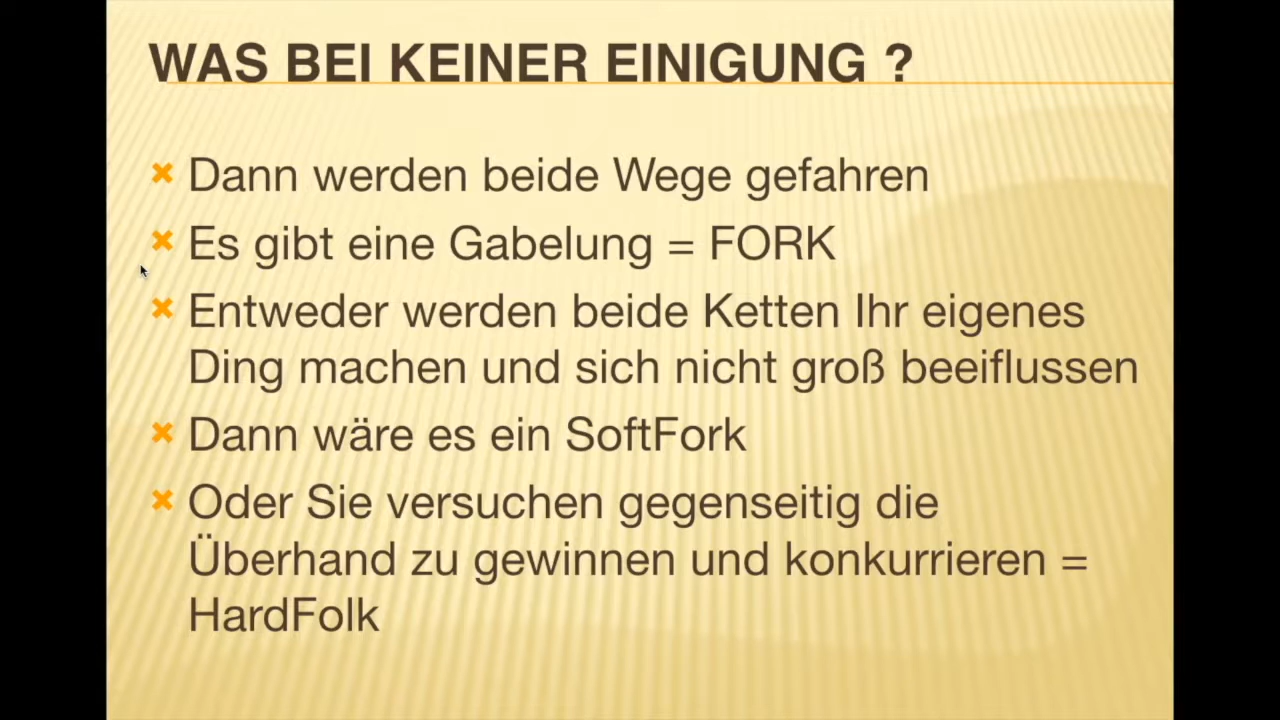 WAS BEI KEINER EINIGUNG ?
Dann werden beide Wege gefahren
Es gibt eine Gabelung = FORK
Entweder werden beide Ketten Ihr eigenes
Ding machen und sich nicht groß beeiflussen
Dann wäre es ein SoftFork
Oder Sie versuchen gegenseitig die
Überhand zu gewinnen und konkurrieren =
HardFolk